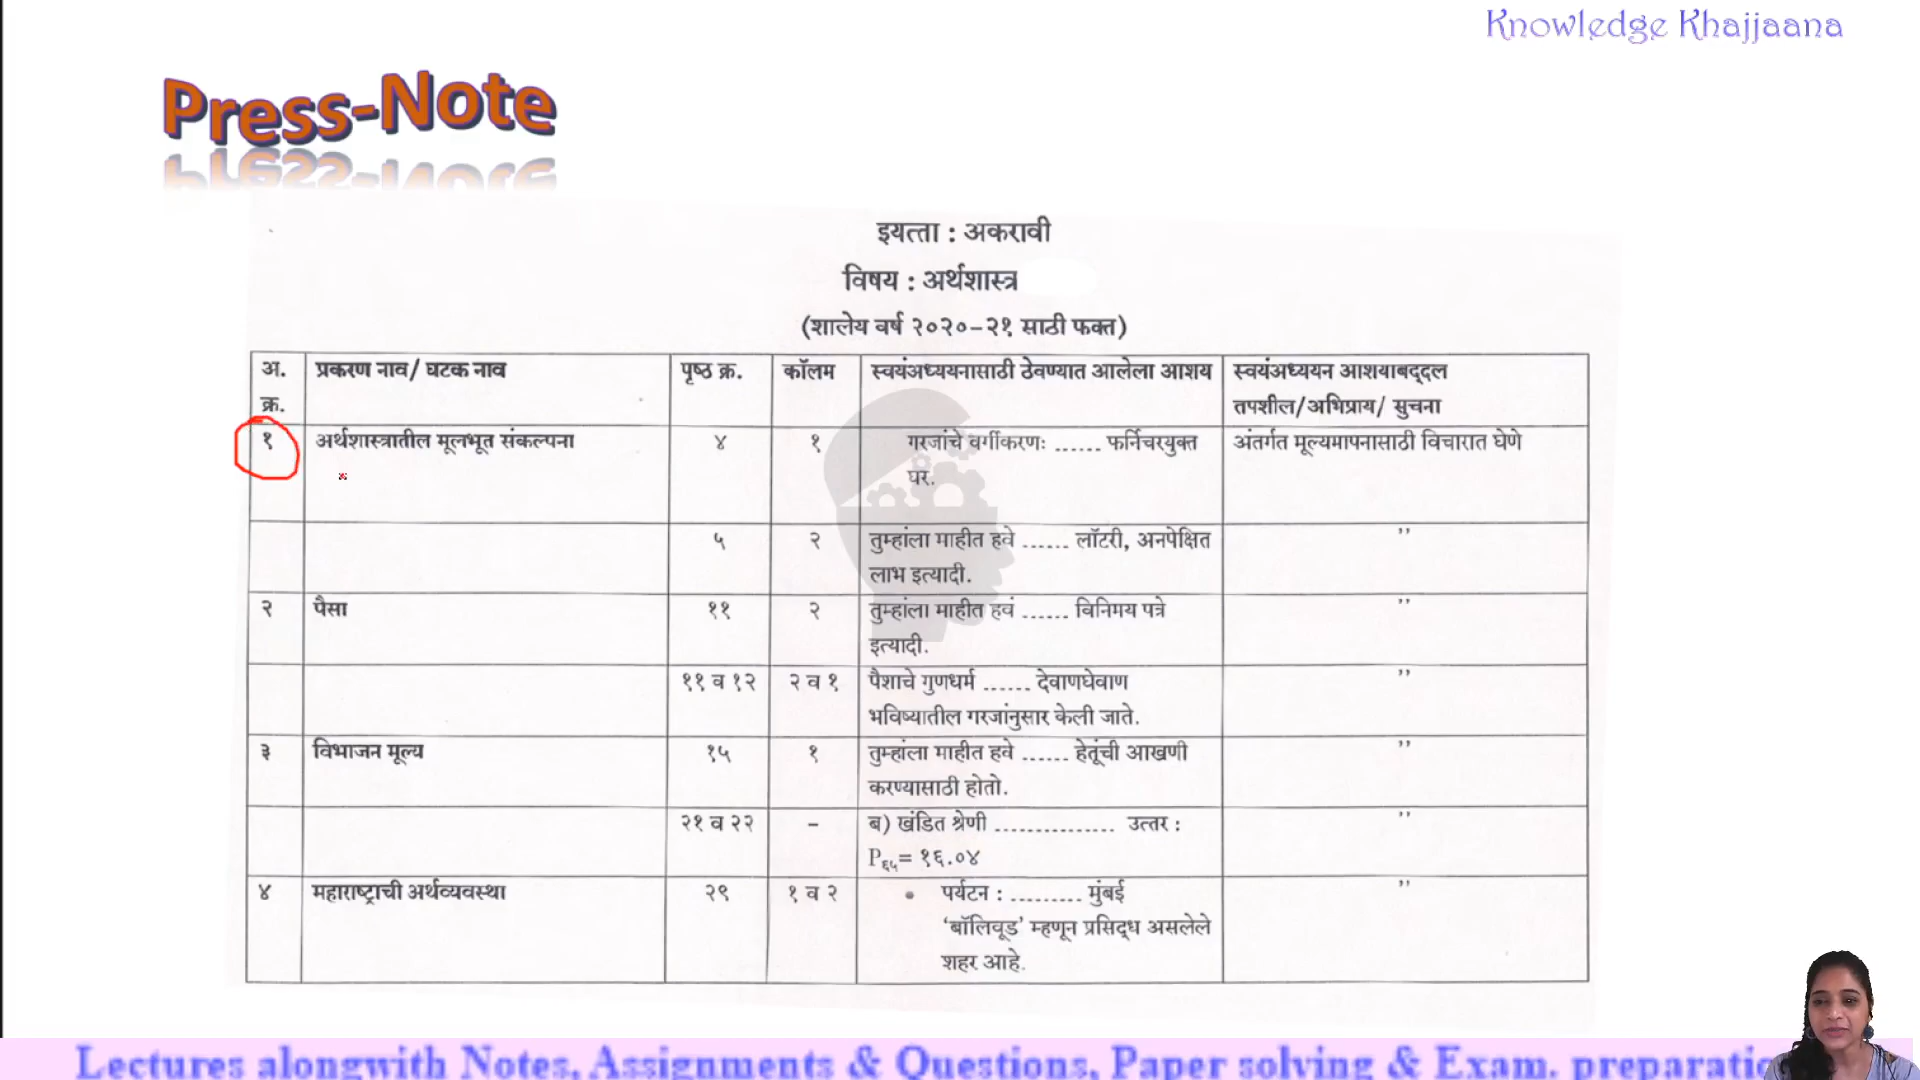 Knowledge Khajjaana
Press-Note
इयत्ता : अकरावी
विषय : अर्थशास्त्र
(शालेय वर्ष २०२०-२१ साठी फक्त)
अ. क्र. प्रकरण नाव/ घटक नाव पृष्ठ क्र. कॉलम स्वयंअध्ययनासाठी ठेवण्यात आलेला आशय स्वयंअध्ययन आशयाबद्दल तपशील/अभिप्राय/ सुचना
१ अर्थशास्त्रातील मूलभूत संकल्पना ४ १ गरजांचे वर्गीकरणः ...... फर्निचरयुक्त घर. अंतर्गत मूल्यमापनासाठी विचारात घेणे
५ २ तुम्हांला माहीत हवे ...... लॉटरी, अनपेक्षित लाभ इत्यादी. ”
२ पैसा ११ २ तुम्हांला माहीत हवं ...... विनिमय पत्रे इत्यादी. ”
११ व १२ २ व १ पैशाचे गुणधर्म ...... देवाणघेवाण भविष्यातील गरजांनुसार केली जाते. ”
३ विभाजन मूल्य १५ १ तुम्हांला माहीत हवे ...... हेतूंची आखणी करण्यासाठी होतो. ”
२१ व २२ - ब) खंडित श्रेणी ............... उत्तर : P६५= १६.०४ ”
४ महाराष्ट्राची अर्थव्यवस्था २९ १ व २ • पर्यटन : ......... मुंबई ‘बॉलिवूड’ म्हणून प्रसिद्ध असलेले शहर आहे. ”
Lectures alongwith Notes, Assignments & Questions, Paper solving & Exam. preparatio